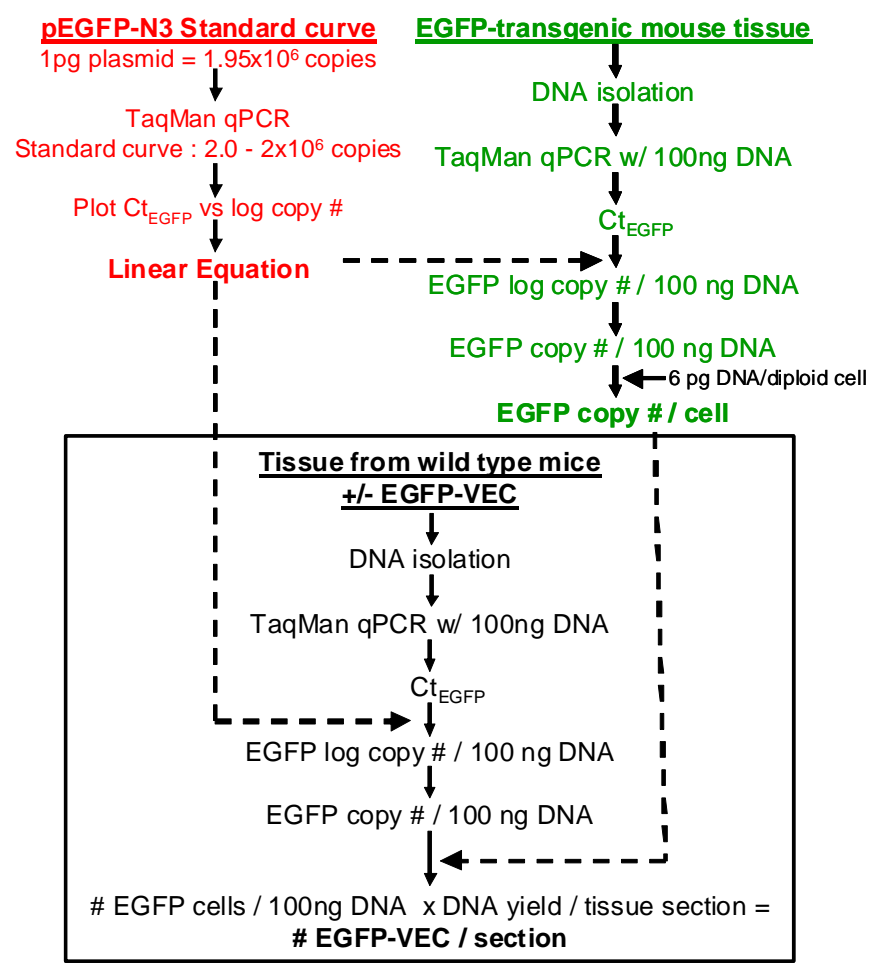 pEGFP-N3 Standard curve
1pg plasmid = 1.95x10⁶ copies
TaqMan qPCR
Standard curve : 2.0 - 2x10⁶ copies
Plot Ct_EGFP vs log copy #
Linear Equation
EGFP-transgenic mouse tissue
DNA isolation
TaqMan qPCR w/ 100ng DNA
Ct_EGFP
EGFP log copy # / 100 ng DNA
EGFP copy # / 100 ng DNA
6 pg DNA/diploid cell
EGFP copy # / cell
Tissue from wild type mice
+/- EGFP-VEC
DNA isolation
TaqMan qPCR w/ 100ng DNA
Ct_EGFP
EGFP log copy # / 100 ng DNA
EGFP copy # / 100 ng DNA
# EGFP cells / 100ng DNA x DNA yield / tissue section =
# EGFP-VEC / section